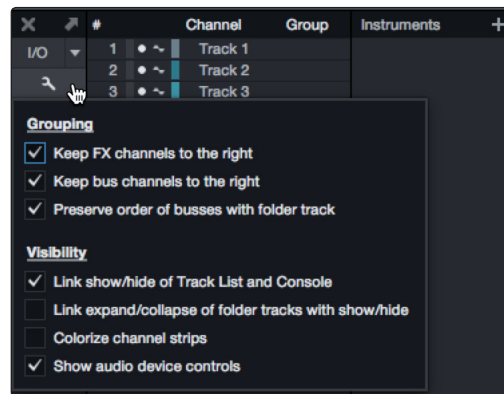 # Channel Group Instruments +
I/O 1 Track 1
2 Track 2
3 Track 3
Grouping
Keep FX channels to the right
Keep bus channels to the right
Preserve order of busses with folder track
Visibility
Link show/hide of Track List and Console
Link expand/collapse of folder tracks with show/hide
Colorize channel strips
Show audio device controls